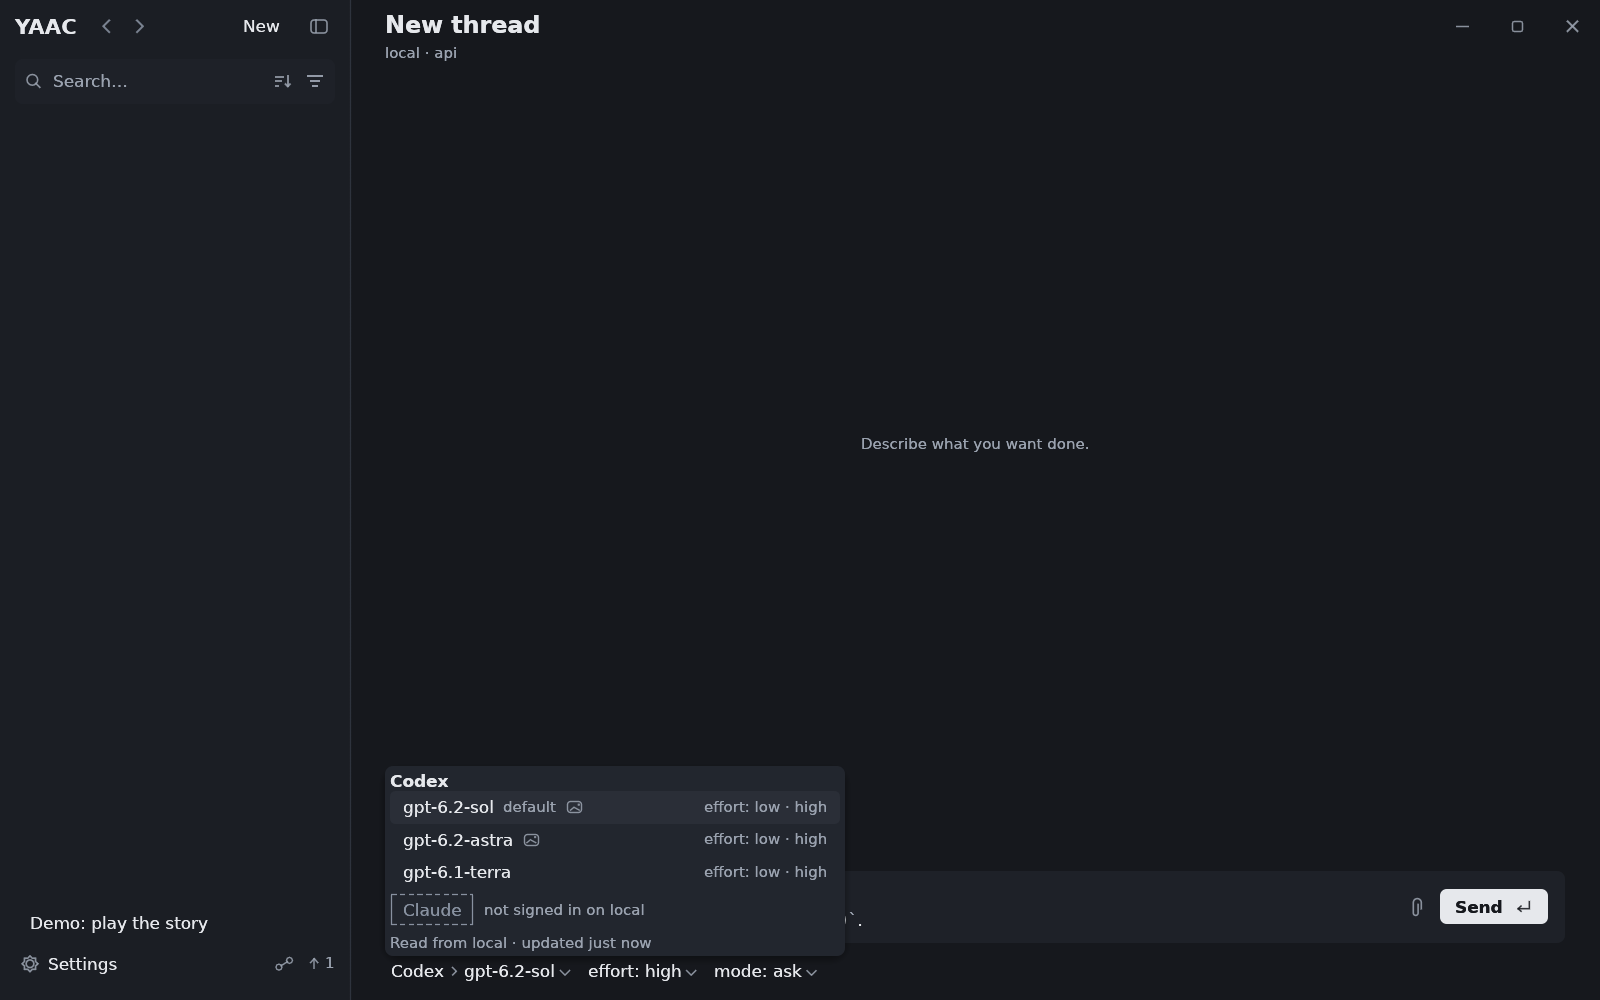 YAAC
New
Search…
New thread
local · api
Describe what you want done.
Codex
gpt-6.2-sol default effort: low · high
gpt-6.2-astra effort: low · high
gpt-6.1-terra effort: low · high
Claude not signed in on local
Read from local · updated just now
`.
Send
Codex › gpt-6.2-sol effort: high mode: ask
Demo: play the story
Settings
1